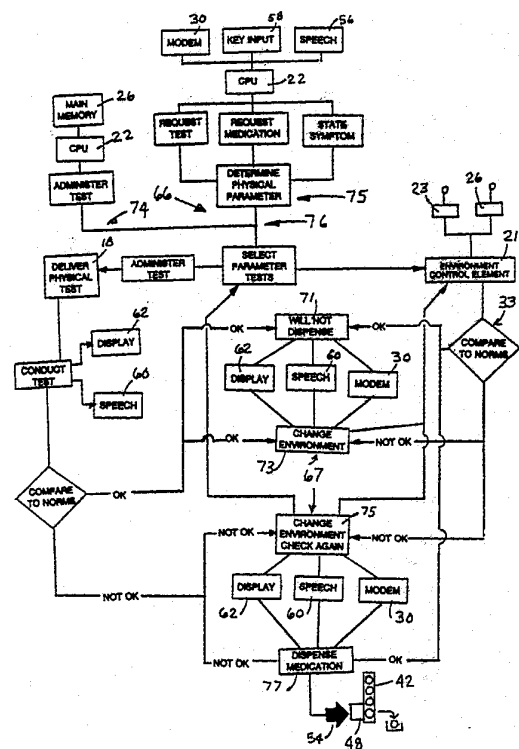 30
58
56
MODEM
KEY INPUT
SPEECH
26
CPU
22
MAIN
MEMORY
22
CPU
REQUEST
TEST
REQUEST
MEDICATION
STATE
SYMPTOM
ADMINISTER TEST
DETERMINE
PHYSICAL
PARAMETER
75
66
74
76
23
26
18
21
DELIVER
PHYSICAL
TEST
ADMINISTER TEST
SELECT
PARAMETER
TESTS
ENVIRONMENT
CONTROL ELEMENT
71
33
62
OK
WILL NOT
DISPENSE
OK
DISPLAY
62
60
30
COMPARE
TO NORMS
CONDUCT
TEST
60
DISPLAY
SPEECH
MODEM
SPEECH
OK
CHANGE
ENVIRONMENT
NOT OK
73
67
COMPARE
TO NORMS
OK
75
NOT OK
CHANGE
ENVIRONMENT
CHECK AGAIN
NOT OK
NOT OK
DISPLAY
SPEECH
MODEM
62
60
30
NOT OK
DISPENSE
MEDICATION
OK
77
42
54
48